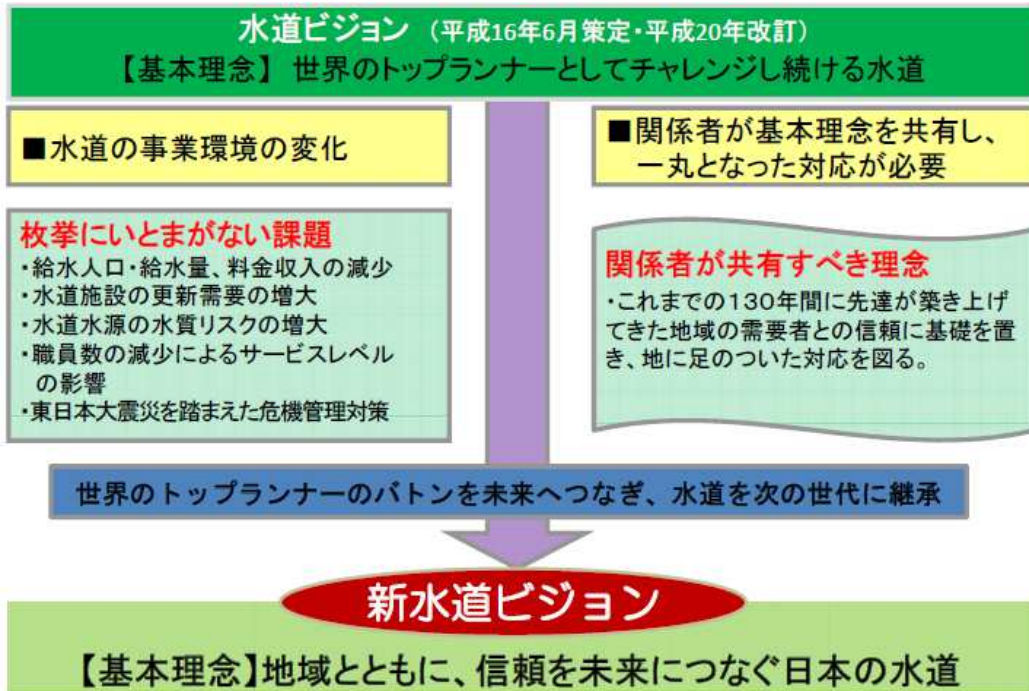 水道ビジョン (平成16年6月策定・平成20年改訂)
【基本理念】 世界のトップランナーとしてチャレンジし続ける水道
■水道の事業環境の変化
枚挙にいとまがない課題
・給水人口・給水量、料金収入の減少
・水道施設の更新需要の増大
・水道水源の水質リスクの増大
・職員数の減少によるサービスレベル
の影響
・東日本大震災を踏まえた危機管理対策
■関係者が基本理念を共有し、
一丸となった対応が必要
関係者が共有すべき理念
・これまでの130年間に先達が築き上げ
てきた地域の需要者との信頼に基礎を置
き、地に足のついた対応を図る。
世界のトップランナーのバトンを未来へつなぎ、水道を次の世代に継承
新水道ビジョン
【基本理念】地域とともに、信頼を未来につなぐ日本の水道